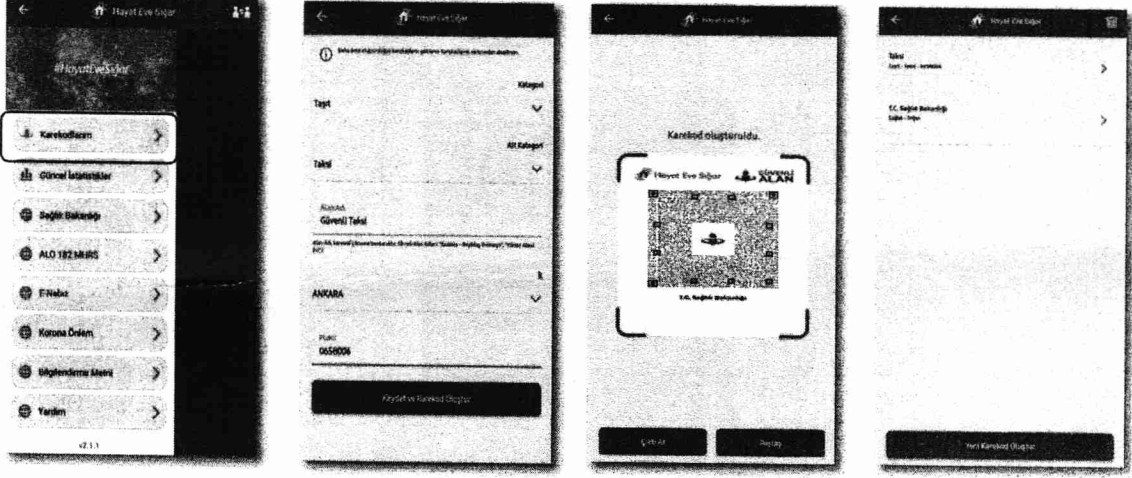 Hayat Eve Sığar
#HayatEveSığar
Karekodlarım
Güncel İstatistikler
Sağlık Bakanlığı
ALO 182 MHRS
E-Nabız
Korona Önlem
Bilgilendirme Metni
Yardım
v2.1.1
Hayat Eve Sığar
Kategori
Taşıt
Alt Kategori
Taksi
Alan Adı
Güvenli Taksi
İl
ANKARA
Plaka
Kaydet ve Karekod Oluştur
Hayat Eve Sığar
Karekod oluşturuldu.
Hayat Eve Sığar
GÜVENLİ
ALAN
T.C. Sağlık Bakanlığı
Çıktı Al
Paylaş
Hayat Eve Sığar
Taksi
T.C. Sağlık Bakanlığı
Yeni Karekod Oluştur